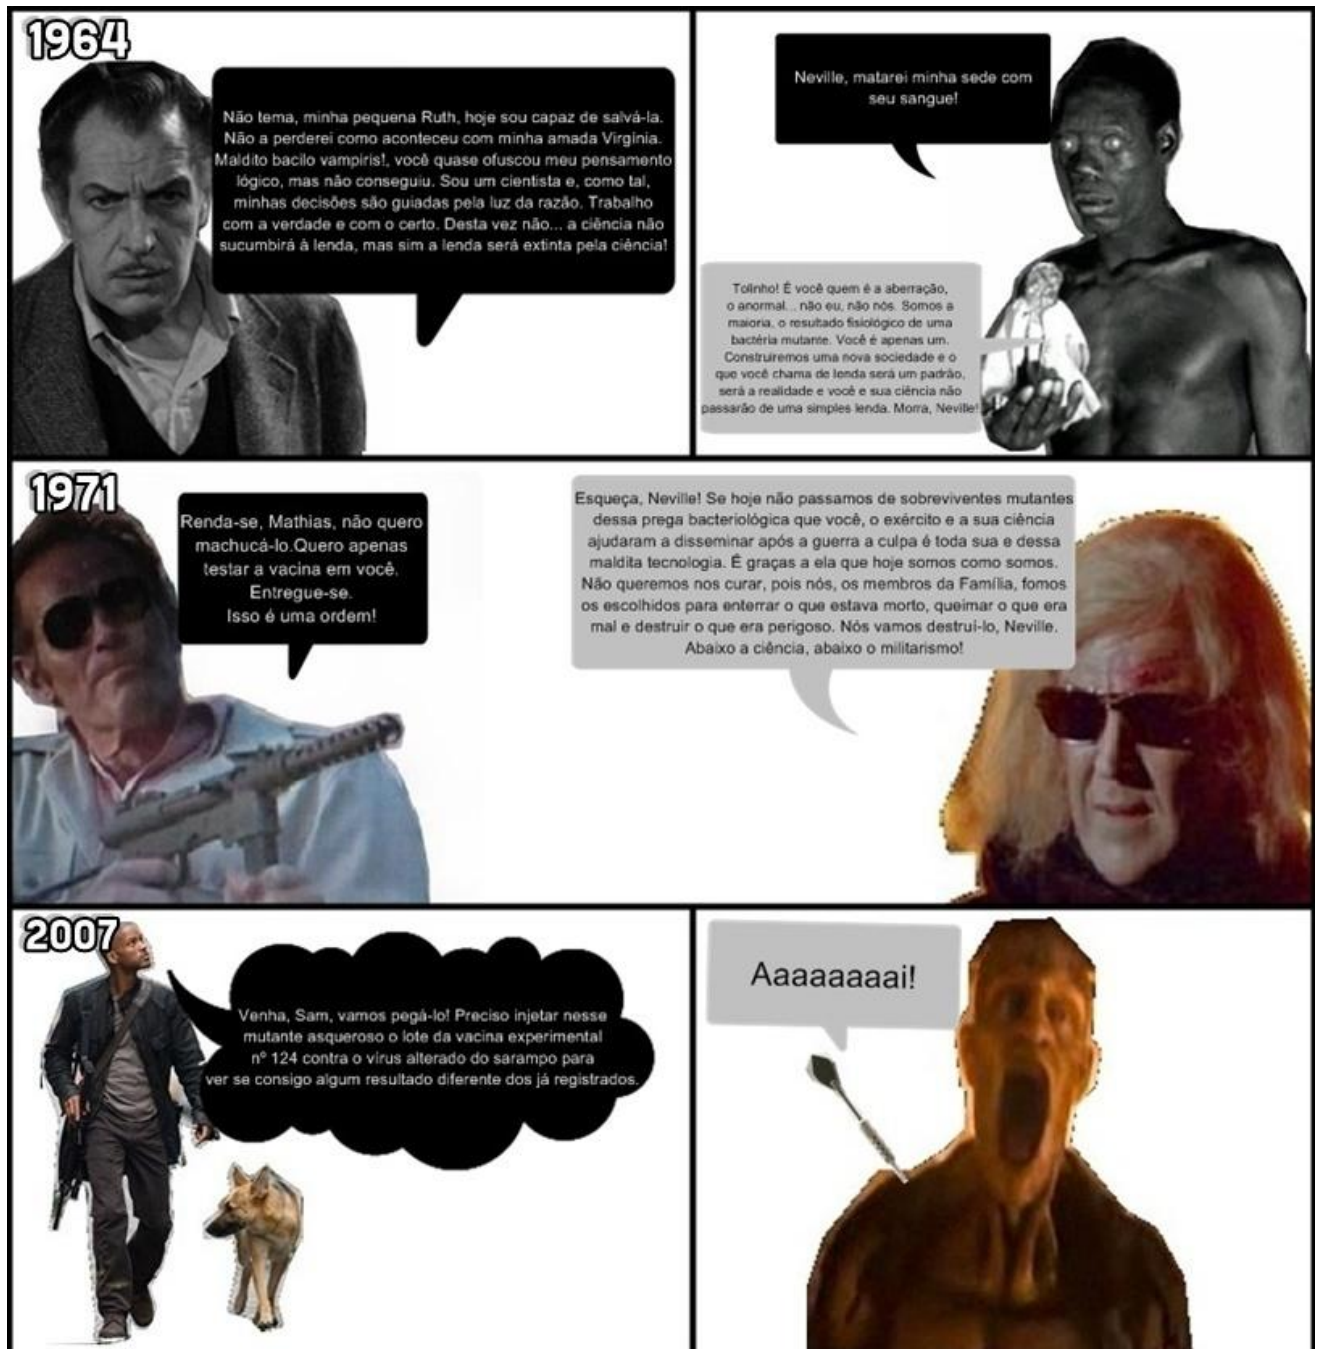 1964
Não tema, minha pequena Ruth, hoje sou capaz de salvá-la.
Não a perderei como aconteceu com minha amada Virgínia.
Maldito bacilo vampiris!, você quase ofuscou meu pensamento
lógico, mas não conseguiu. Sou um cientista e, como tal,
minhas decisões são guiadas pela luz da razão. Trabalho
com a verdade e com o certo. Desta vez não... a ciência não
sucumbirá à lenda, mas sim a lenda será extinta pela ciência!
Neville, matarei minha sede com
seu sangue!
Tolinho! É você quem é a aberração,
o anormal... não eu, não nós. Somos a
maioria, o resultado fisiológico de uma
bactéria mutante. Você é apenas um.
Construiremos uma nova sociedade e o
que você chama de lenda será um padrão,
será a realidade e você e sua ciência não
passarão de uma simples lenda. Morra, Neville!
1971
Renda-se, Mathias, não quero
machucá-lo.Quero apenas
testar a vacina em você.
Entregue-se.
Isso é uma ordem!
Esqueça, Neville! Se hoje não passamos de sobreviventes mutantes
dessa prega bacteriológica que você, o exército e a sua ciência
ajudaram a disseminar após a guerra a culpa é toda sua e dessa
maldita tecnologia. É graças a ela que hoje somos como somos.
Não queremos nos curar, pois nós, os membros da Família, fomos
os escolhidos para enterrar o que estava morto, queimar o que era
mal e destruir o que era perigoso. Nós vamos destruí-lo, Neville.
Abaixo a ciência, abaixo o militarismo!
2007
Venha, Sam, vamos pegá-lo! Preciso injetar nesse
mutante asqueroso o lote da vacina experimental
nº 124 contra o vírus alterado do sarampo para
ver se consigo algum resultado diferente dos já registrados.
Aaaaaaaai!